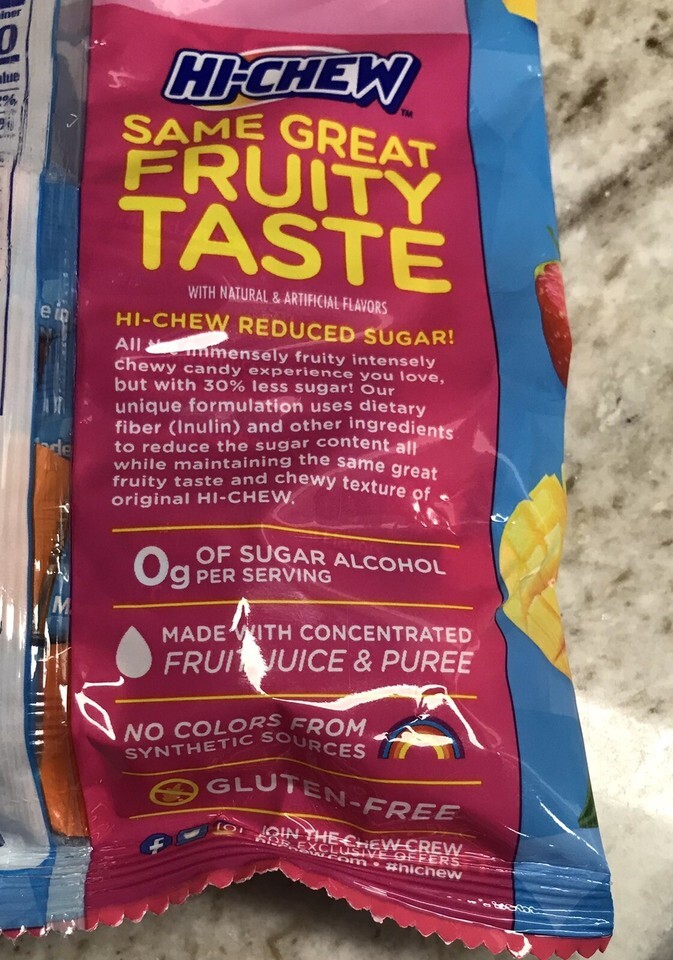 HI-CHEW™
SAME GREAT
FRUITY
TASTE
WITH NATURAL & ARTIFICIAL FLAVORS
HI-CHEW REDUCED SUGAR!
All the immensely fruity intensely
chewy candy experience you love,
but with 30% less sugar! Our
unique formulation uses dietary
fiber (Inulin) and other ingredients
to reduce the sugar content all
while maintaining the same great
fruity taste and chewy texture of
original HI-CHEW.
0g OF SUGAR ALCOHOL
PER SERVING
MADE WITH CONCENTRATED
FRUIT JUICE & PUREE
NO COLORS FROM
SYNTHETIC SOURCES
GLUTEN-FREE
JOIN THE CHEW CREW
FOR EXCLUSIVE OFFERS
#hichew